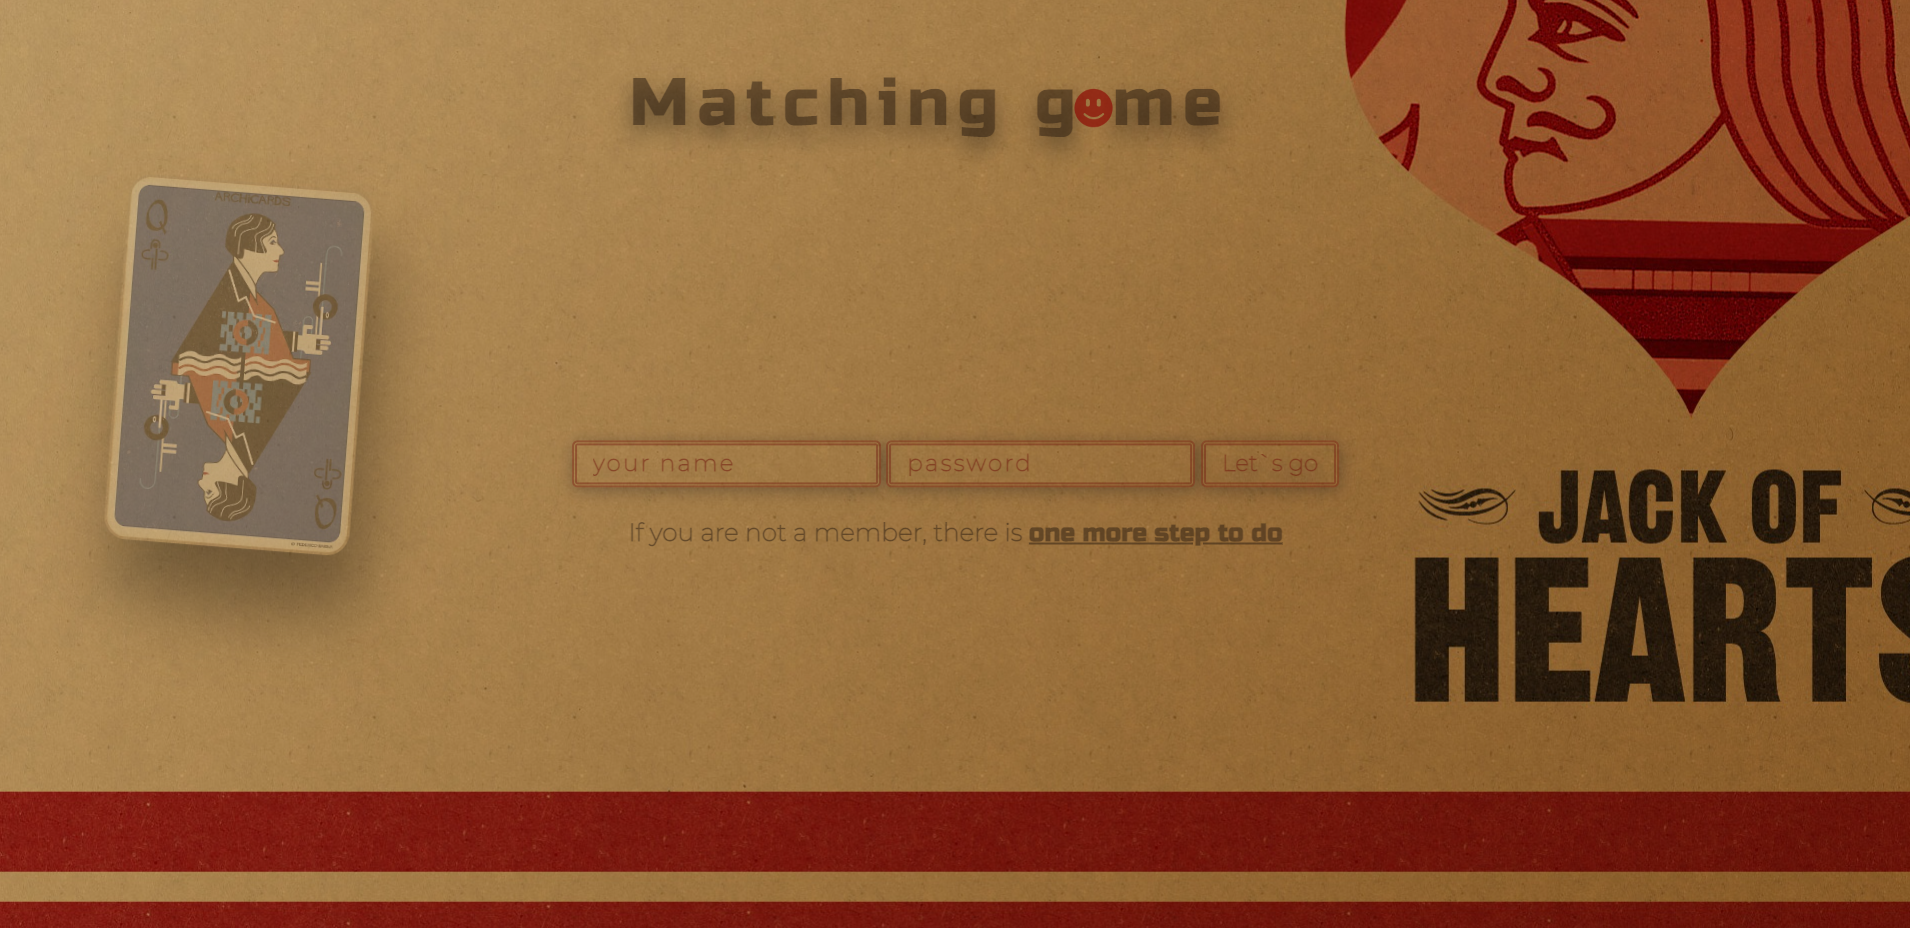 Matching g☻me
ARCHICARDS
Q
Q
your name password Let`s go
If you are not a member, there is one more step to do
JACK OF
HEARTS